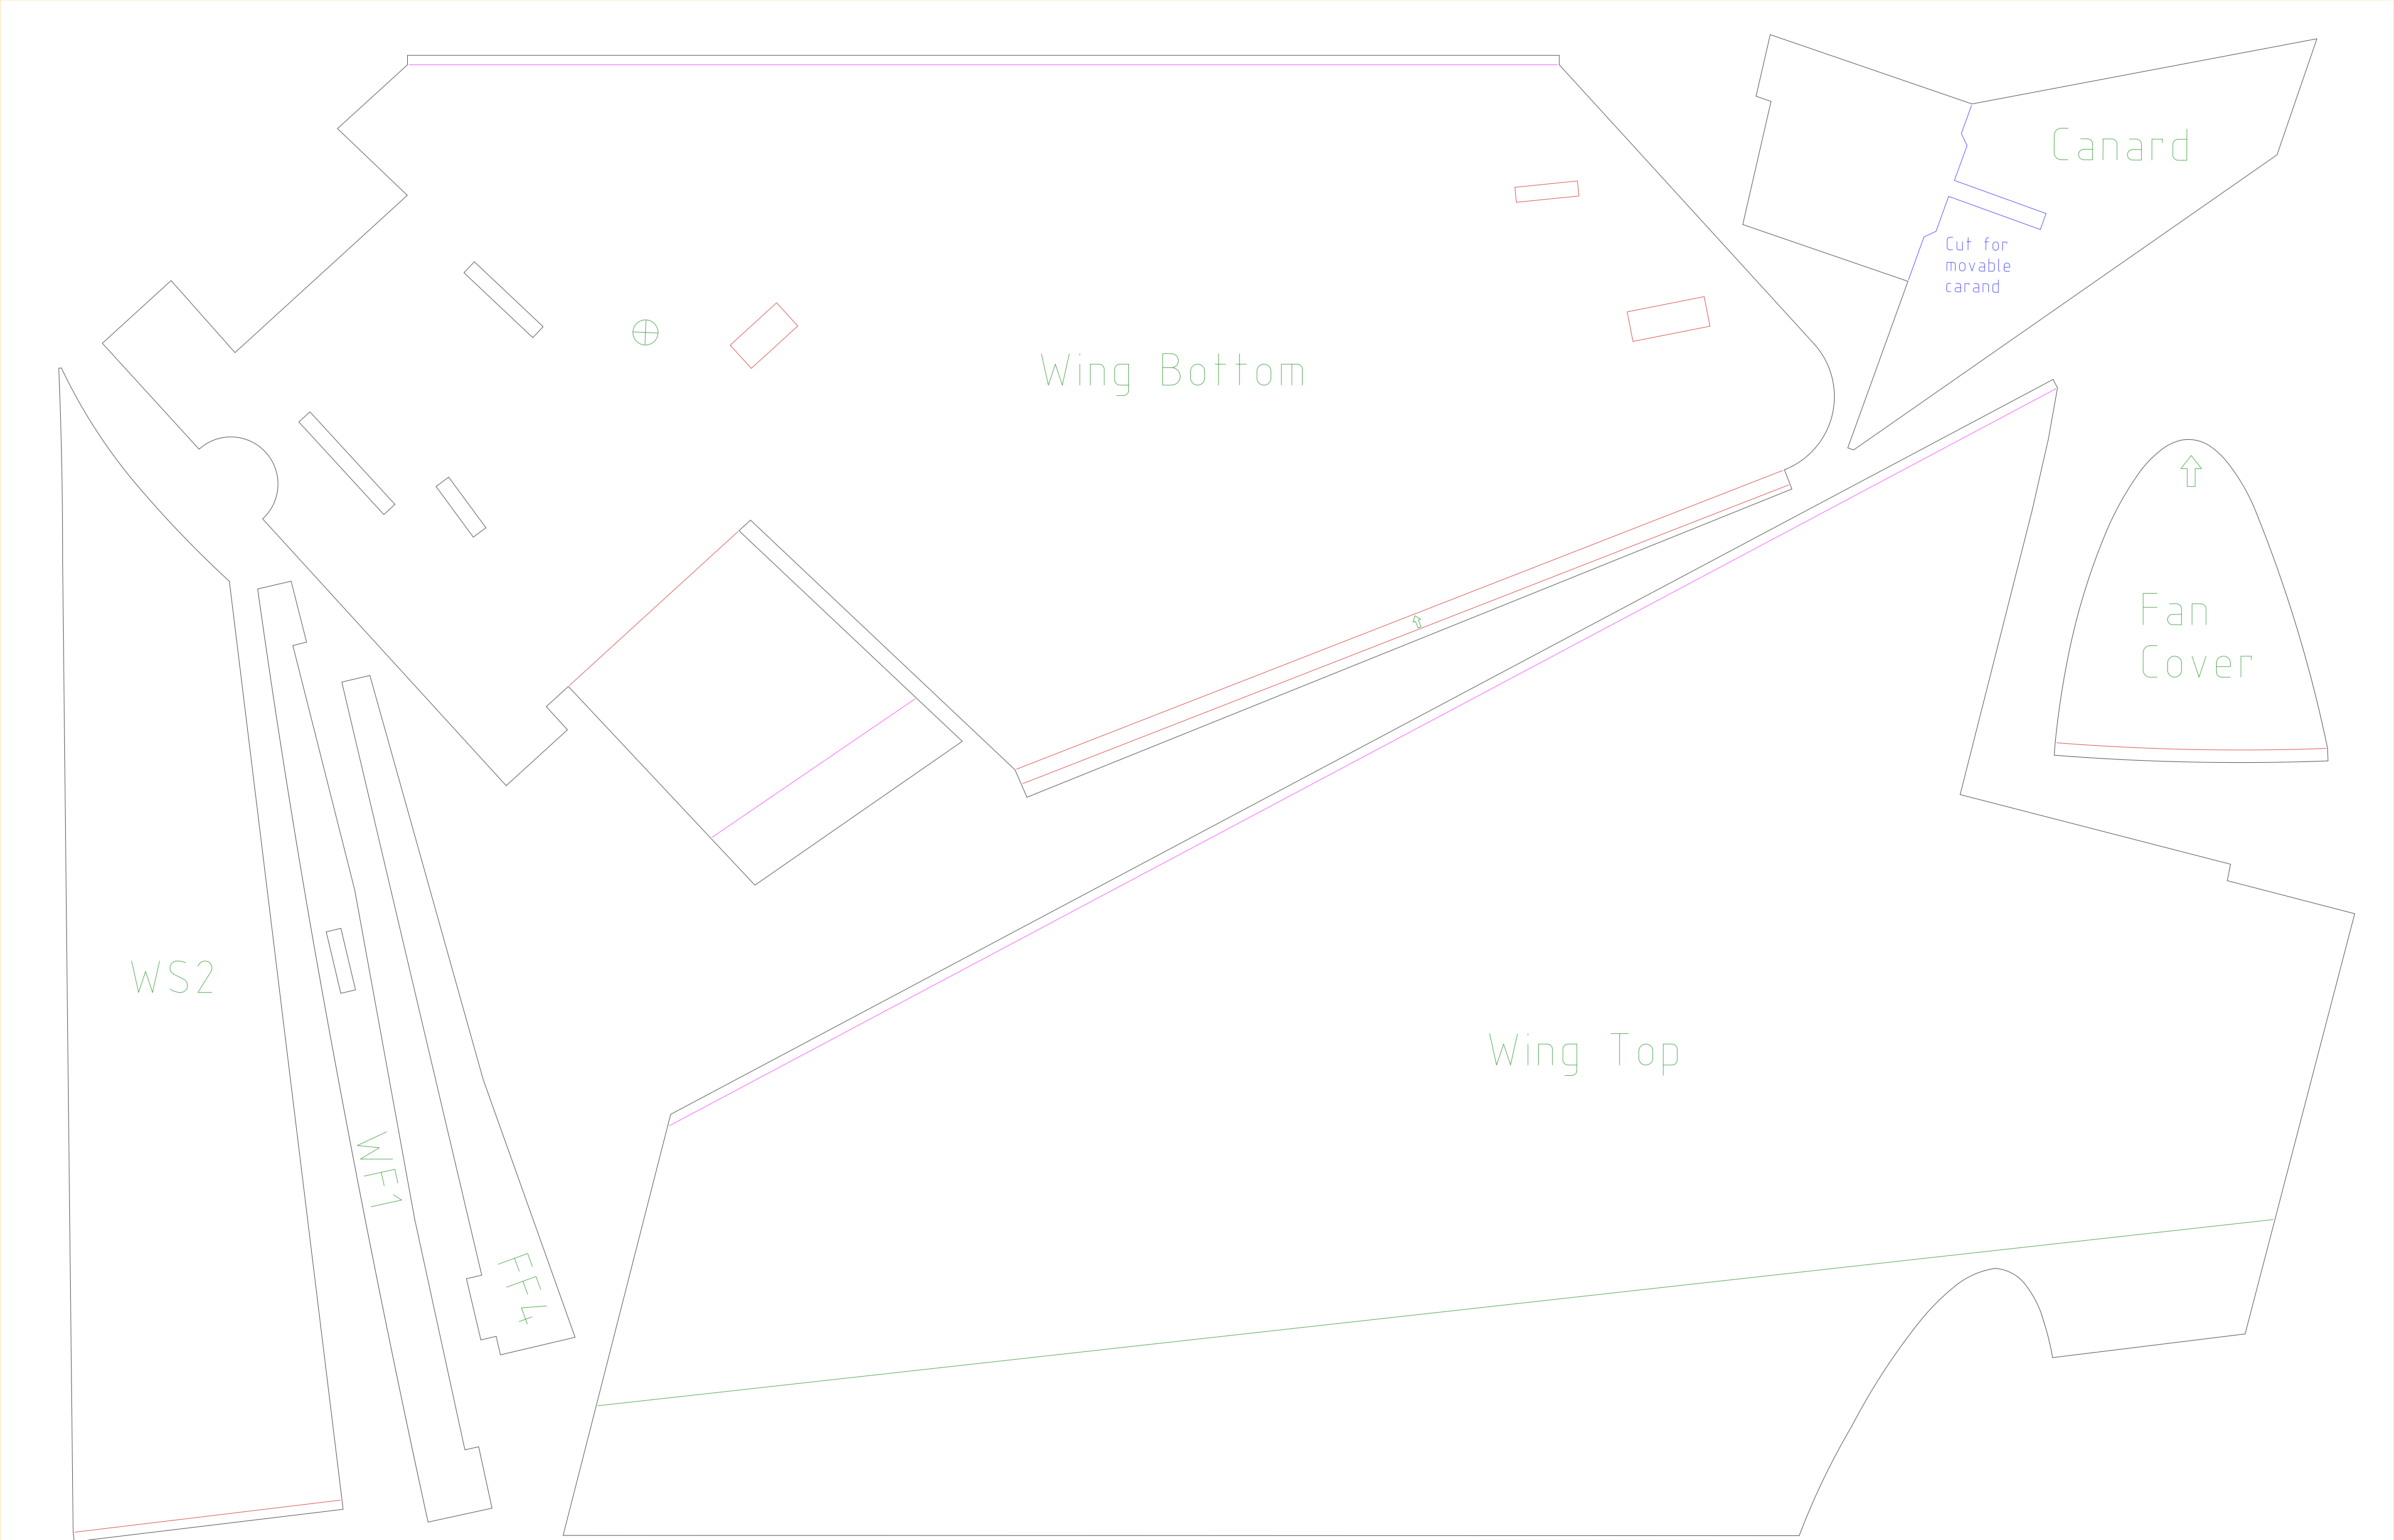 Canard
Cut for
movable
carand
Wing Bottom
Fan
Cover
WS2
Wing Top
WF1
FF4